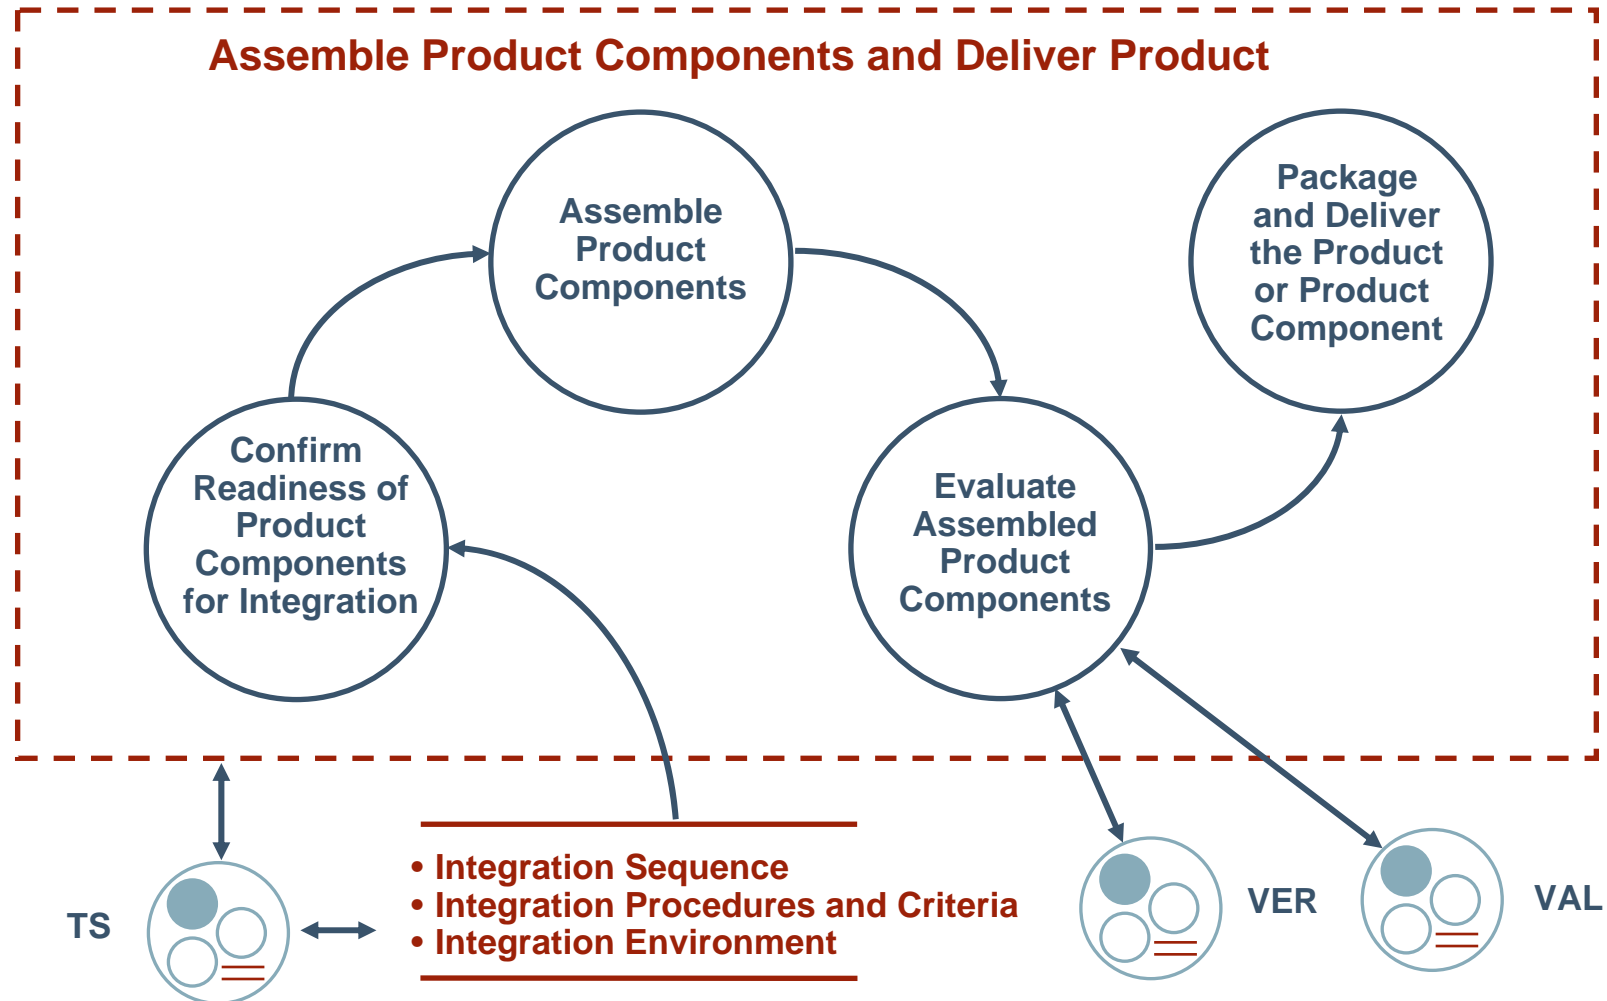 Assemble Product Components and Deliver Product
Assemble
Product
Components
Package
and Deliver
the Product
or Product
Component
Confirm
Readiness of
Product
Components
for Integration
Evaluate
Assembled
Product
Components
TS
• Integration Sequence
• Integration Procedures and Criteria
• Integration Environment
VER
VAL